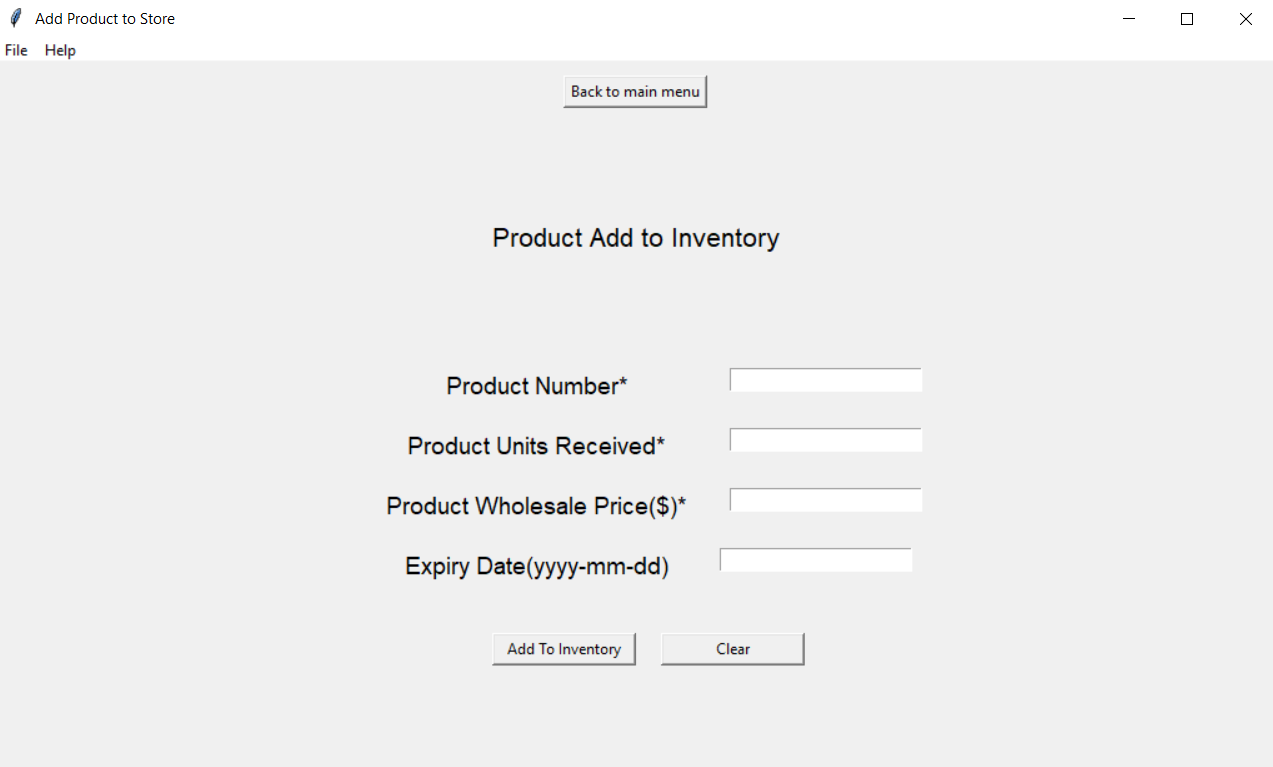 Add Product to Store
File Help
Back to main menu
Product Add to Inventory
Product Number*
Product Units Received*
Product Wholesale Price($)*
Expiry Date(yyyy-mm-dd)
Add To Inventory Clear